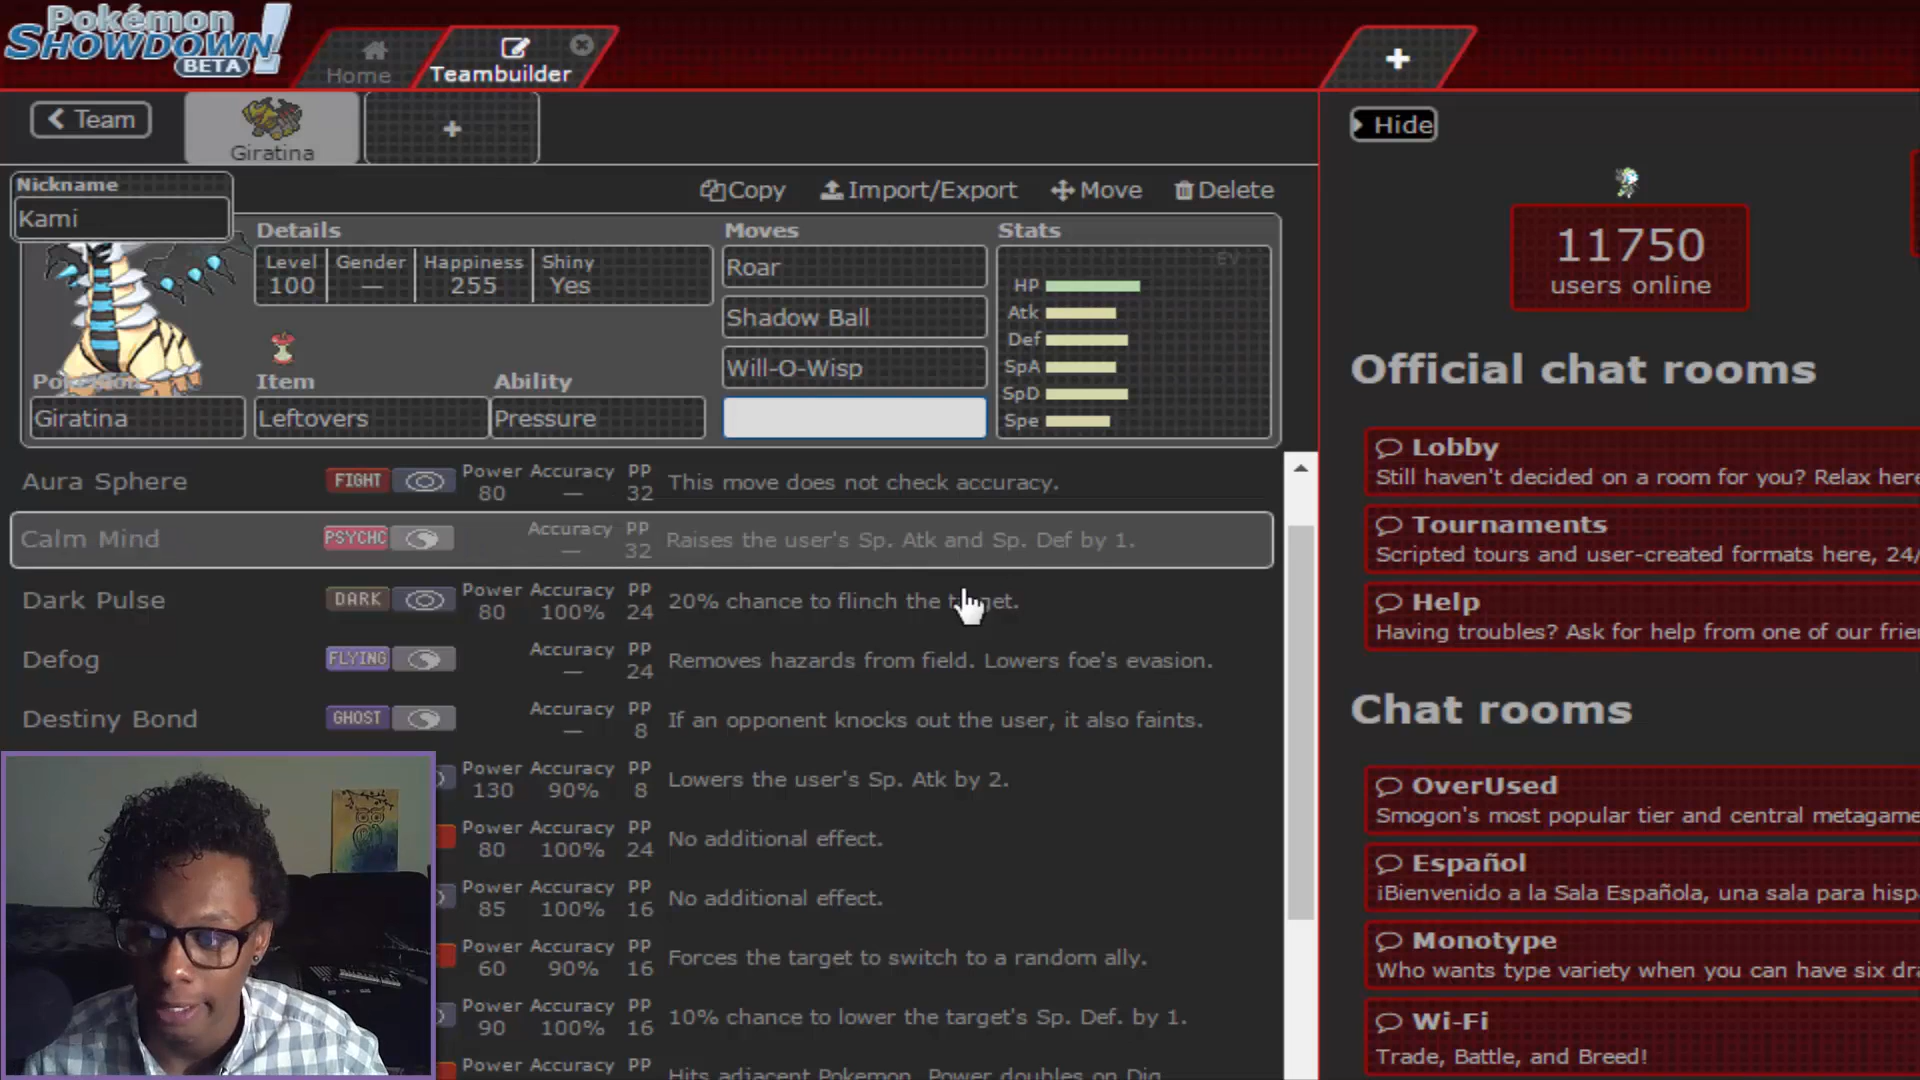 Pokémon
SHOWDOWN!
BETA
Home
Teambuilder
+
Team
Giratina
+
Hide
Nickname
Kami
Copy
Import/Export
Move
Delete
Details
Level
100
Gender
—
Happiness
255
Shiny
Yes
Pokémon
Giratina
Item
Leftovers
Ability
Pressure
Moves
Roar
Shadow Ball
Will-O-Wisp
Stats
EV
HP
Atk
Def
SpA
SpD
Spe
Aura Sphere FIGHT Power 80 Accuracy — PP 32 This move does not check accuracy.
Calm Mind PSYCHC Accuracy — PP 32 Raises the user's Sp. Atk and Sp. Def by 1.
Dark Pulse DARK Power 80 Accuracy 100% PP 24 20% chance to flinch the target.
Defog FLYING Accuracy — PP 24 Removes hazards from field. Lowers foe's evasion.
Destiny Bond GHOST Accuracy — PP 8 If an opponent knocks out the user, it also faints.
Power 130 Accuracy 90% PP 8 Lowers the user's Sp. Atk by 2.
Power 80 Accuracy 100% PP 24 No additional effect.
Power 85 Accuracy 100% PP 16 No additional effect.
Power 60 Accuracy 90% PP 16 Forces the target to switch to a random ally.
Power 90 Accuracy 100% PP 16 10% chance to lower the target's Sp. Def. by 1.
Power Accuracy PP Hits adjacent Pokemon. Power doubles on Dig
11750
users online
Official chat rooms
Lobby
Still haven't decided on a room for you? Relax here
Tournaments
Scripted tours and user-created formats here, 24/
Help
Having troubles? Ask for help from one of our frie
Chat rooms
OverUsed
Smogon's most popular tier and central metagame
Español
¡Bienvenido a la Sala Española, una sala para hisp
Monotype
Who wants type variety when you can have six dra
Wi-Fi
Trade, Battle, and Breed!